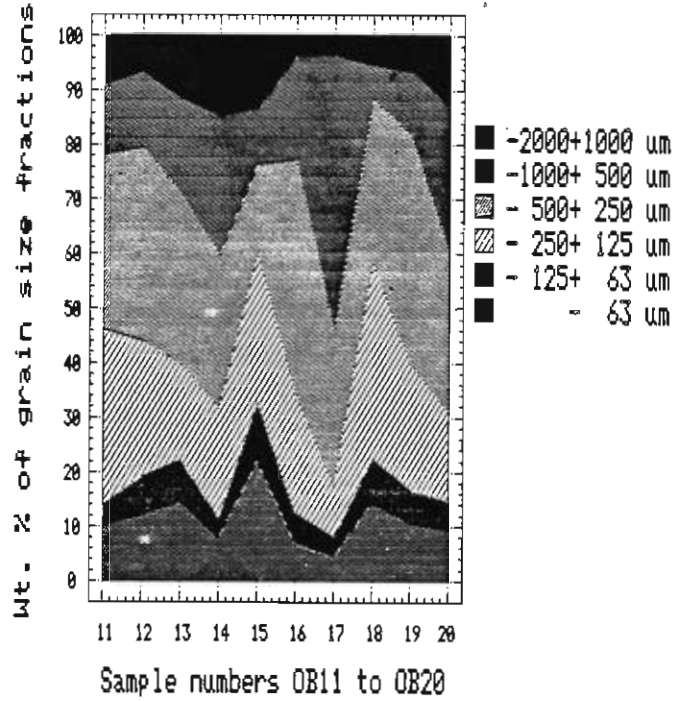 Wt. % of grain size fractions
100
90
80
70
60
50
40
30
20
10
0
11 12 13 14 15 16 17 18 19 20
Sample numbers OB11 to OB20
-2000+1000 um
-1000+ 500 um
- 500+ 250 um
- 250+ 125 um
- 125+ 63 um
- 63 um